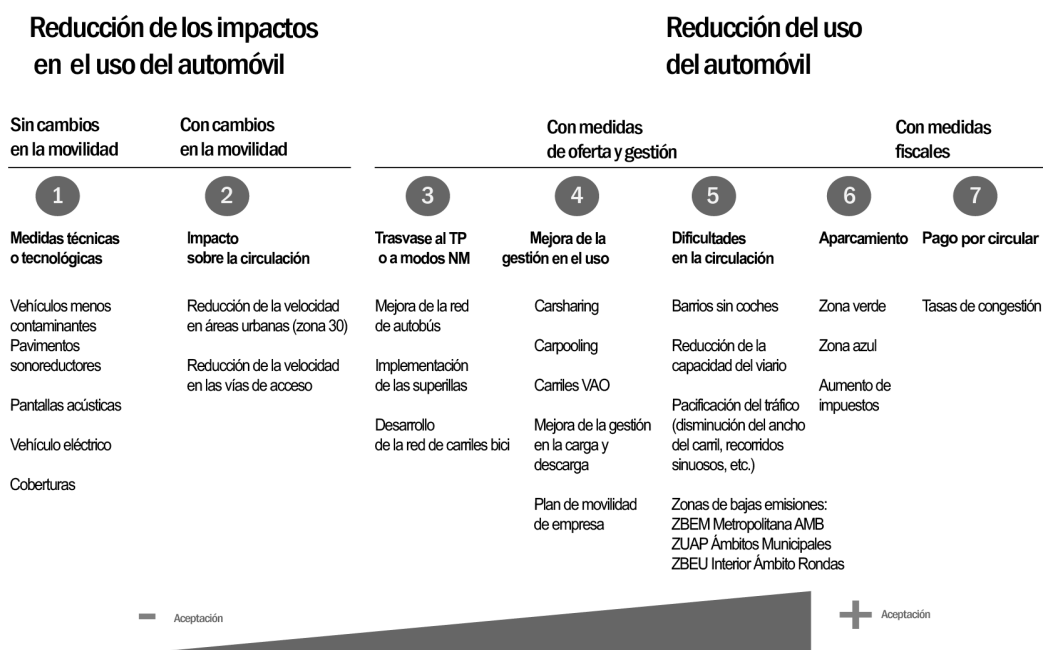 Reducción de los impactos
en el uso del automóvil
Reducción del uso
del automóvil
Sin cambios
en la movilidad
Con cambios
en la movilidad
Con medidas
de oferta y gestión
Con medidas
fiscales
1
2
3
4
5
6
7
Medidas técnicas
o tecnológicas
Impacto
sobre la circulación
Trasvase al TP
o a modos NM
Mejora de la
gestión en el uso
Dificultades
en la circulación
Aparcamiento
Pago por circular
Vehículos menos
contaminantes
Pavimentos
sonoreductores
Pantallas acústicas
Vehículo eléctrico
Coberturas
Reducción de la velocidad
en áreas urbanas (zona 30)
Reducción de la velocidad
en las vías de acceso
Mejora de la red
de autobús
Implementación
de las superillas
Desarrollo
de la red de carriles bici
Carsharing
Carpooling
Carriles VAO
Mejora de la gestión
en la carga y
descarga
Plan de movilidad
de empresa
Barrios sin coches
Reducción de la
capacidad del viario
Pacificación del tráfico
(disminución del ancho
del carril, recorridos
sinuosos, etc.)
Zonas de bajas emisiones:
ZBEM Metropolitana AMB
ZUAP Ámbitos Municipales
ZBEU Interior Ámbito Rondas
Zona verde
Zona azul
Aumento de
impuestos
Tasas de congestión
− Aceptación
+ Aceptación